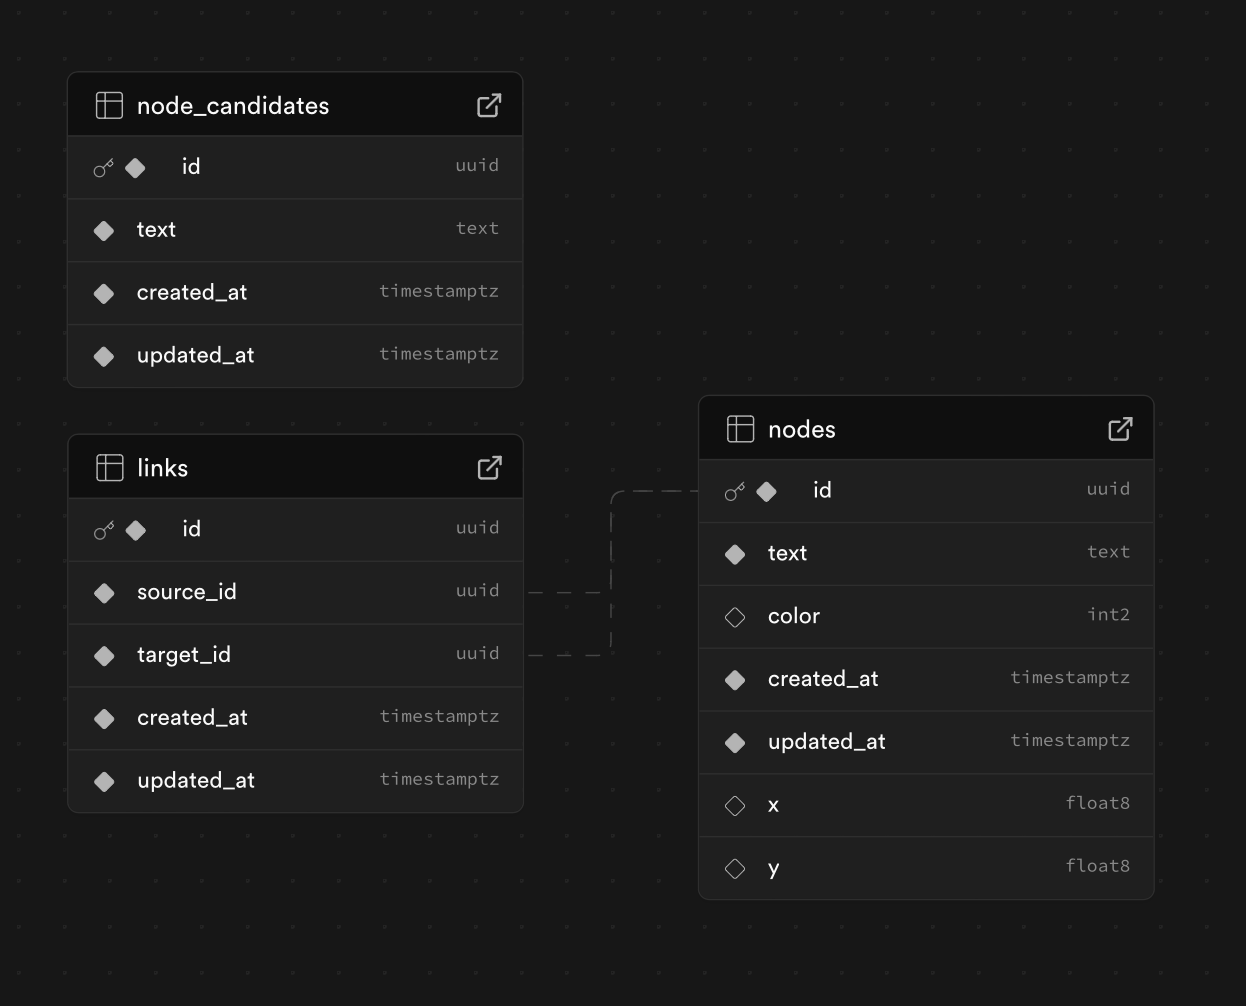 node_candidates
id uuid
text text
created_at timestamptz
updated_at timestamptz
links
id uuid
source_id uuid
target_id uuid
created_at timestamptz
updated_at timestamptz
nodes
id uuid
text text
color int2
created_at timestamptz
updated_at timestamptz
x float8
y float8